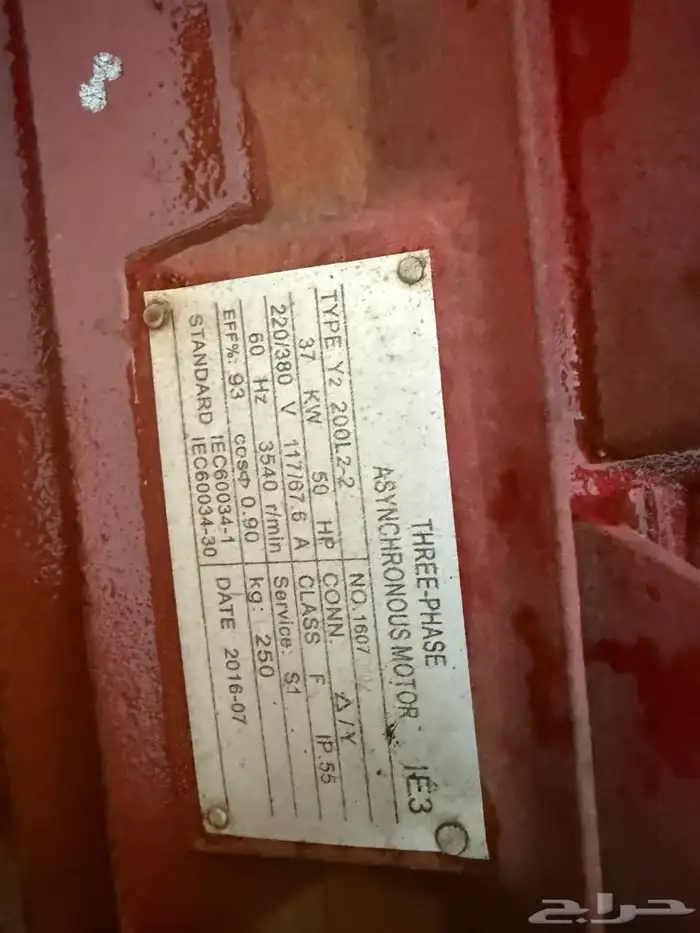 THREE-PHASE
ASYNCHRONOUS MOTOR IE3
TYPE Y2 200L2-2 NO.1607
37 KW 50 HP CONN. △/Y
220/380 V 117/67.6 A CLASS F IP.55
60 Hz 3540 r/min Service: S1
EFF%: 93 cosΦ 0.90 kg: 250
STANDARD IEC60034-1 DATE 2016-07
IEC60034-30
حراج